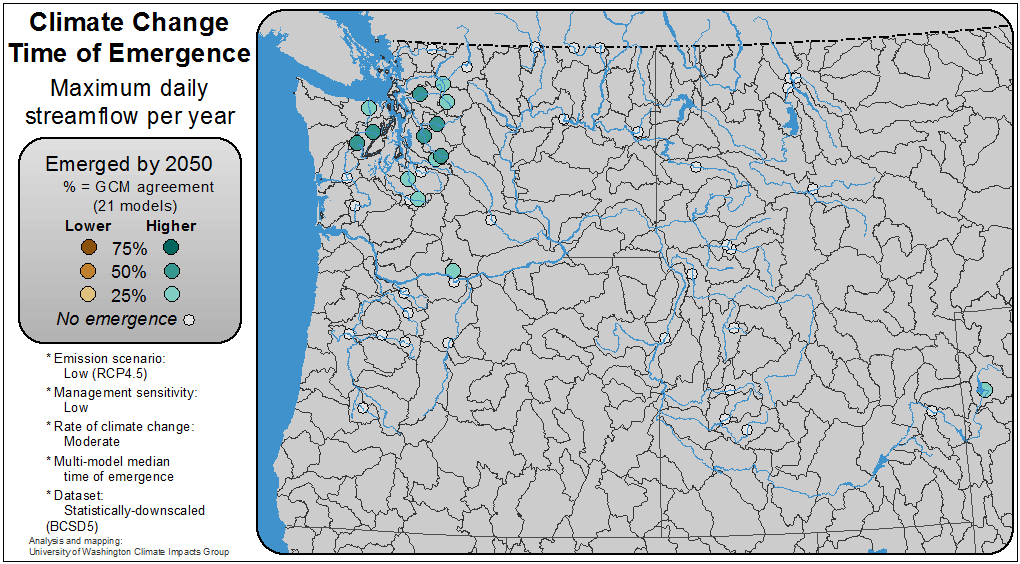 Climate Change
Time of Emergence
Maximum daily
streamflow per year
Emerged by 2050
% = GCM agreement
(21 models)
Lower Higher
75%
50%
25%
No emergence
* Emission scenario:
Low (RCP4.5)
* Management sensitivity:
Low
* Rate of climate change:
Moderate
* Multi-model median
time of emergence
* Dataset:
Statistically-downscaled
(BCSD5)
Analysis and mapping:
University of Washington Climate Impacts Group